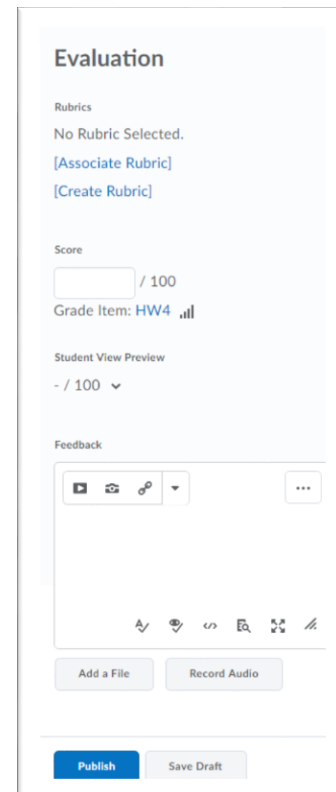 Evaluation
Rubrics
No Rubric Selected.
[Associate Rubric]
[Create Rubric]
Score
/ 100
Grade Item: HW4
Student View Preview
- / 100
Feedback
Add a File Record Audio
Publish Save Draft